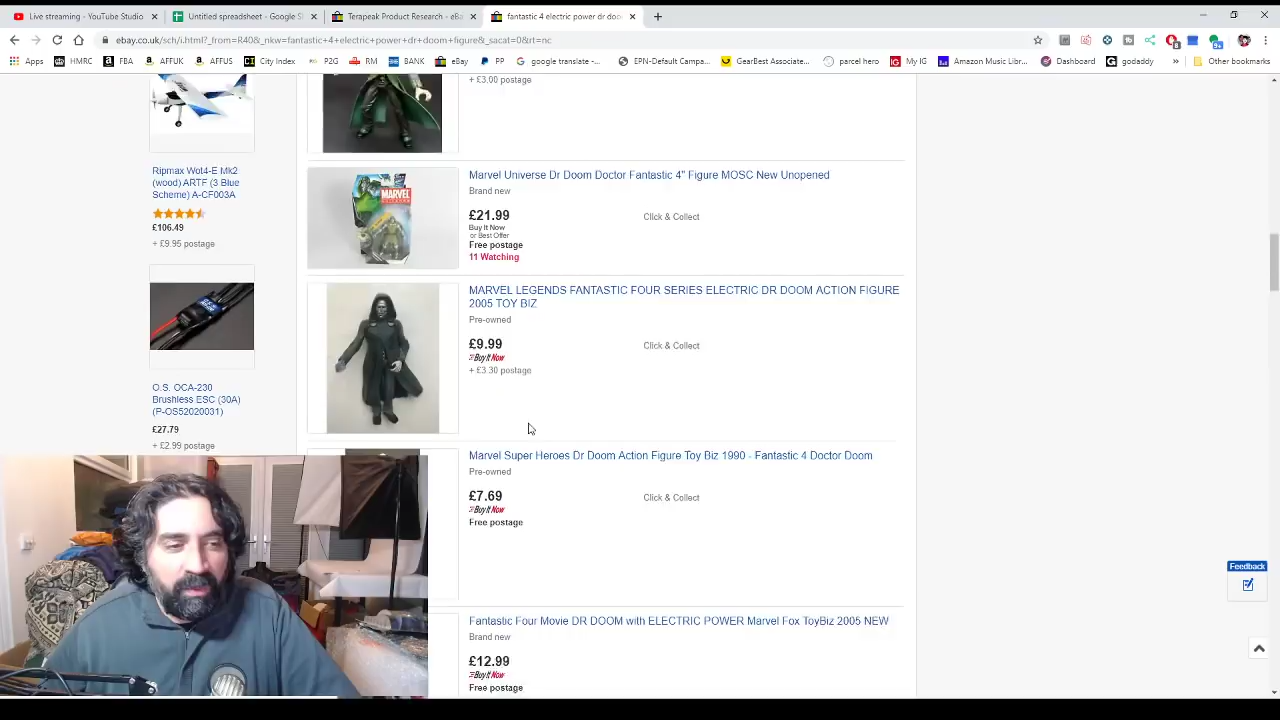 Live streaming - YouTube Studio
Untitled spreadsheet - Google S
Terapeak Product Research - eBa
fantastic 4 electric power dr doo
ebay.co.uk/sch/i.html?_from=R40&_nkw=fantastic+4+electric+power+dr+doom+figure&_sacat=0&rt=nc
Apps HMRC FBA AFFUK AFFUS City Index P2G RM BANK eBay PP google translate -... EPN-Default Campa... GearBest Associate... parcel hero My IG Amazon Music Libr... Dashboard godaddy » Other bookmarks
+ £3.00 postage
Ripmax Wot4-E Mk2
(wood) ARTF (3 Blue
Scheme) A-CF003A
£106.49
+ £9.95 postage
O.S. OCA-230
Brushless ESC (30A)
(P-OS52020031)
£27.79
+ £2.99 postage
MARVEL
Marvel Universe Dr Doom Doctor Fantastic 4" Figure MOSC New Unopened
Brand new
£21.99 Click & Collect
Buy It Now
or Best Offer
Free postage
11 Watching
MARVEL LEGENDS FANTASTIC FOUR SERIES ELECTRIC DR DOOM ACTION FIGURE
2005 TOY BIZ
Pre-owned
£9.99 Click & Collect
Buy It Now
+ £3.30 postage
Marvel Super Heroes Dr Doom Action Figure Toy Biz 1990 - Fantastic 4 Doctor Doom
Pre-owned
£7.69 Click & Collect
Buy It Now
Free postage
Fantastic Four Movie DR DOOM with ELECTRIC POWER Marvel Fox ToyBiz 2005 NEW
Brand new
£12.99
Buy It Now
Free postage
Feedback